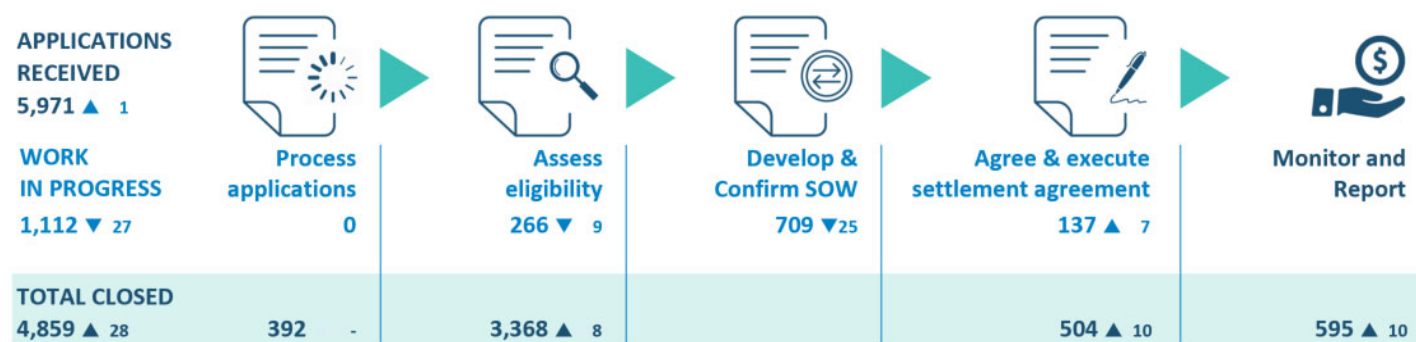 APPLICATIONS
RECEIVED
5,971 ▲ 1
$
WORK
IN PROGRESS
1,112 ▼ 27
Process
applications
0
Assess
eligibility
266 ▼ 9
Develop &
Confirm SOW
709 ▼25
Agree & execute
settlement agreement
137 ▲ 7
Monitor and
Report
TOTAL CLOSED
4,859 ▲ 28
392 -
3,368 ▲ 8
504 ▲ 10
595 ▲ 10